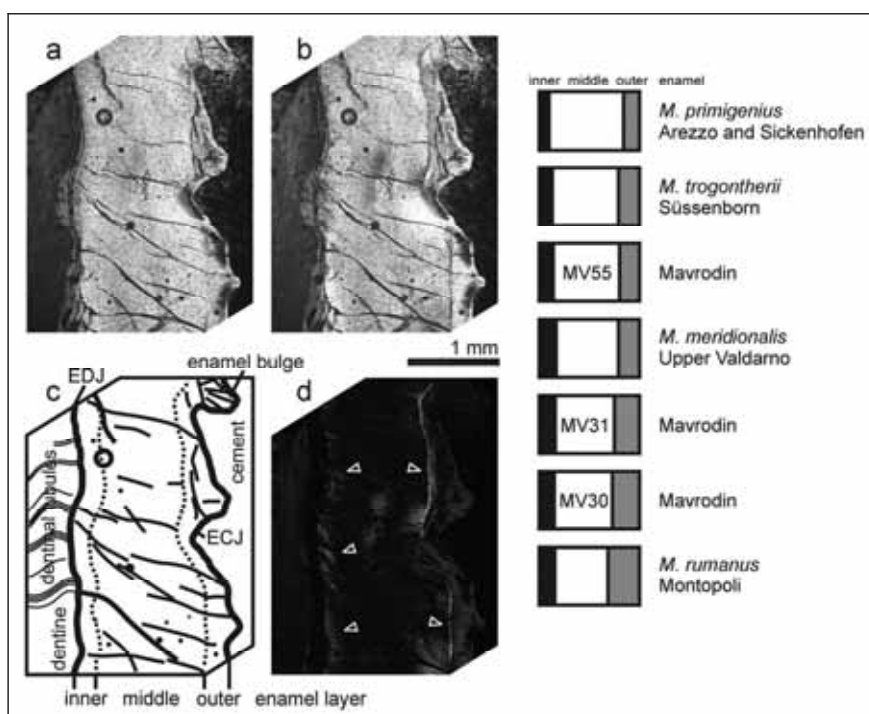 a
b
inner middle outer enamel
M. primigenius
Arezzo and Sickenhofen
M. trogontherii
Süssenborn
MV55 Mavrodin
M. meridionalis
Upper Valdarno
MV31 Mavrodin
MV30 Mavrodin
M. rumanus
Montopoli
1 mm
enamel bulge
EDJ
c
d
dentinal tubules
cement
ECJ
dentine
inner middle outer enamel layer